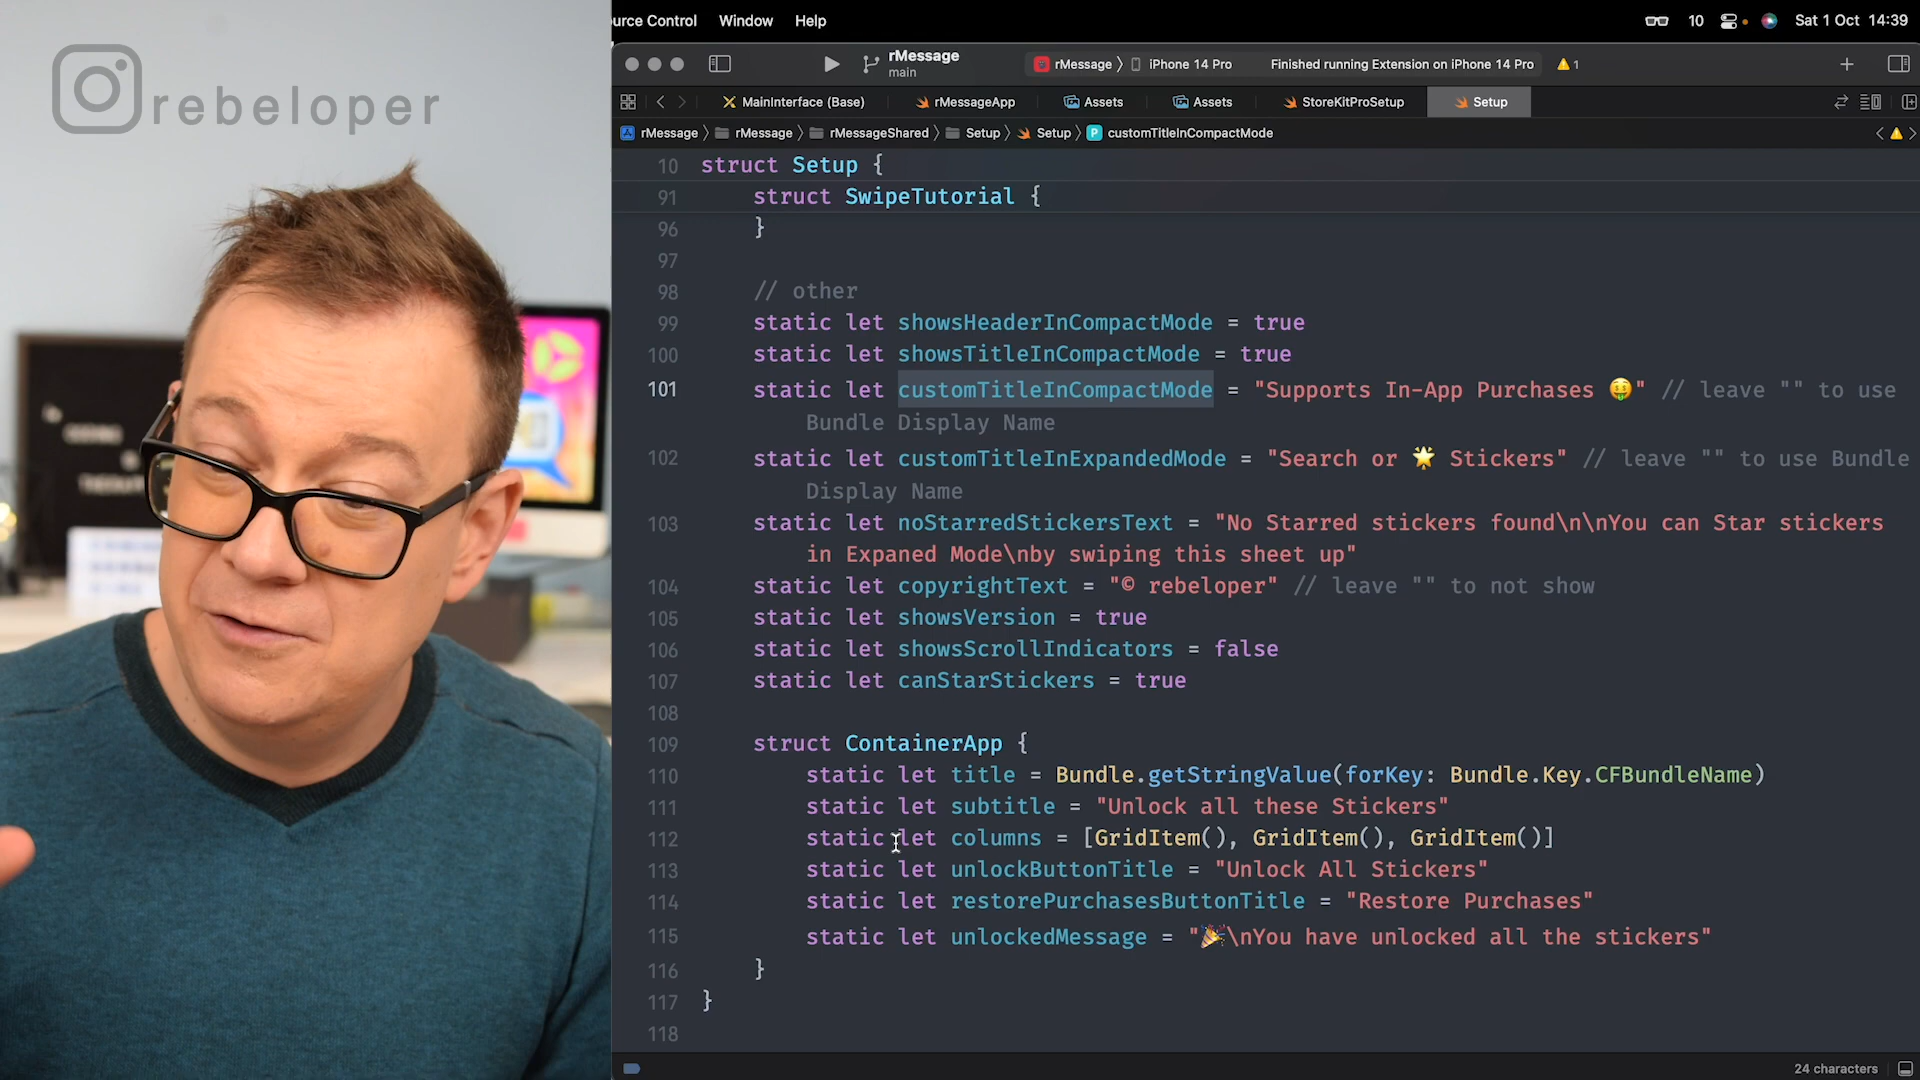 @rebeloper
urce Control Window Help 10 Sat 1 Oct 14:39
rMessage
main
rMessage iPhone 14 Pro Finished running Extension on iPhone 14 Pro 1
MainInterface (Base) rMessageApp Assets Assets StoreKitProSetup Setup
rMessage rMessage rMessageShared Setup Setup P customTitleInCompactMode
10 struct Setup {
91 struct SwipeTutorial {
96 }
97
98 // other
99 static let showsHeaderInCompactMode = true
100 static let showsTitleInCompactMode = true
101 static let customTitleInCompactMode = "Supports In-App Purchases 🤑" // leave "" to use
Bundle Display Name
102 static let customTitleInExpandedMode = "Search or 🌟 Stickers" // leave "" to use Bundle
Display Name
103 static let noStarredStickersText = "No Starred stickers found\n\nYou can Star stickers
in Expaned Mode\nby swiping this sheet up"
104 static let copyrightText = "© rebeloper" // leave "" to not show
105 static let showsVersion = true
106 static let showsScrollIndicators = false
107 static let canStarStickers = true
108
109 struct ContainerApp {
110 static let title = Bundle.getStringValue(forKey: Bundle.Key.CFBundleName)
111 static let subtitle = "Unlock all these Stickers"
112 static let columns = [GridItem(), GridItem(), GridItem()]
113 static let unlockButtonTitle = "Unlock All Stickers"
114 static let restorePurchasesButtonTitle = "Restore Purchases"
115 static let unlockedMessage = "🎉\nYou have unlocked all the stickers"
116 }
117 }
118
24 characters